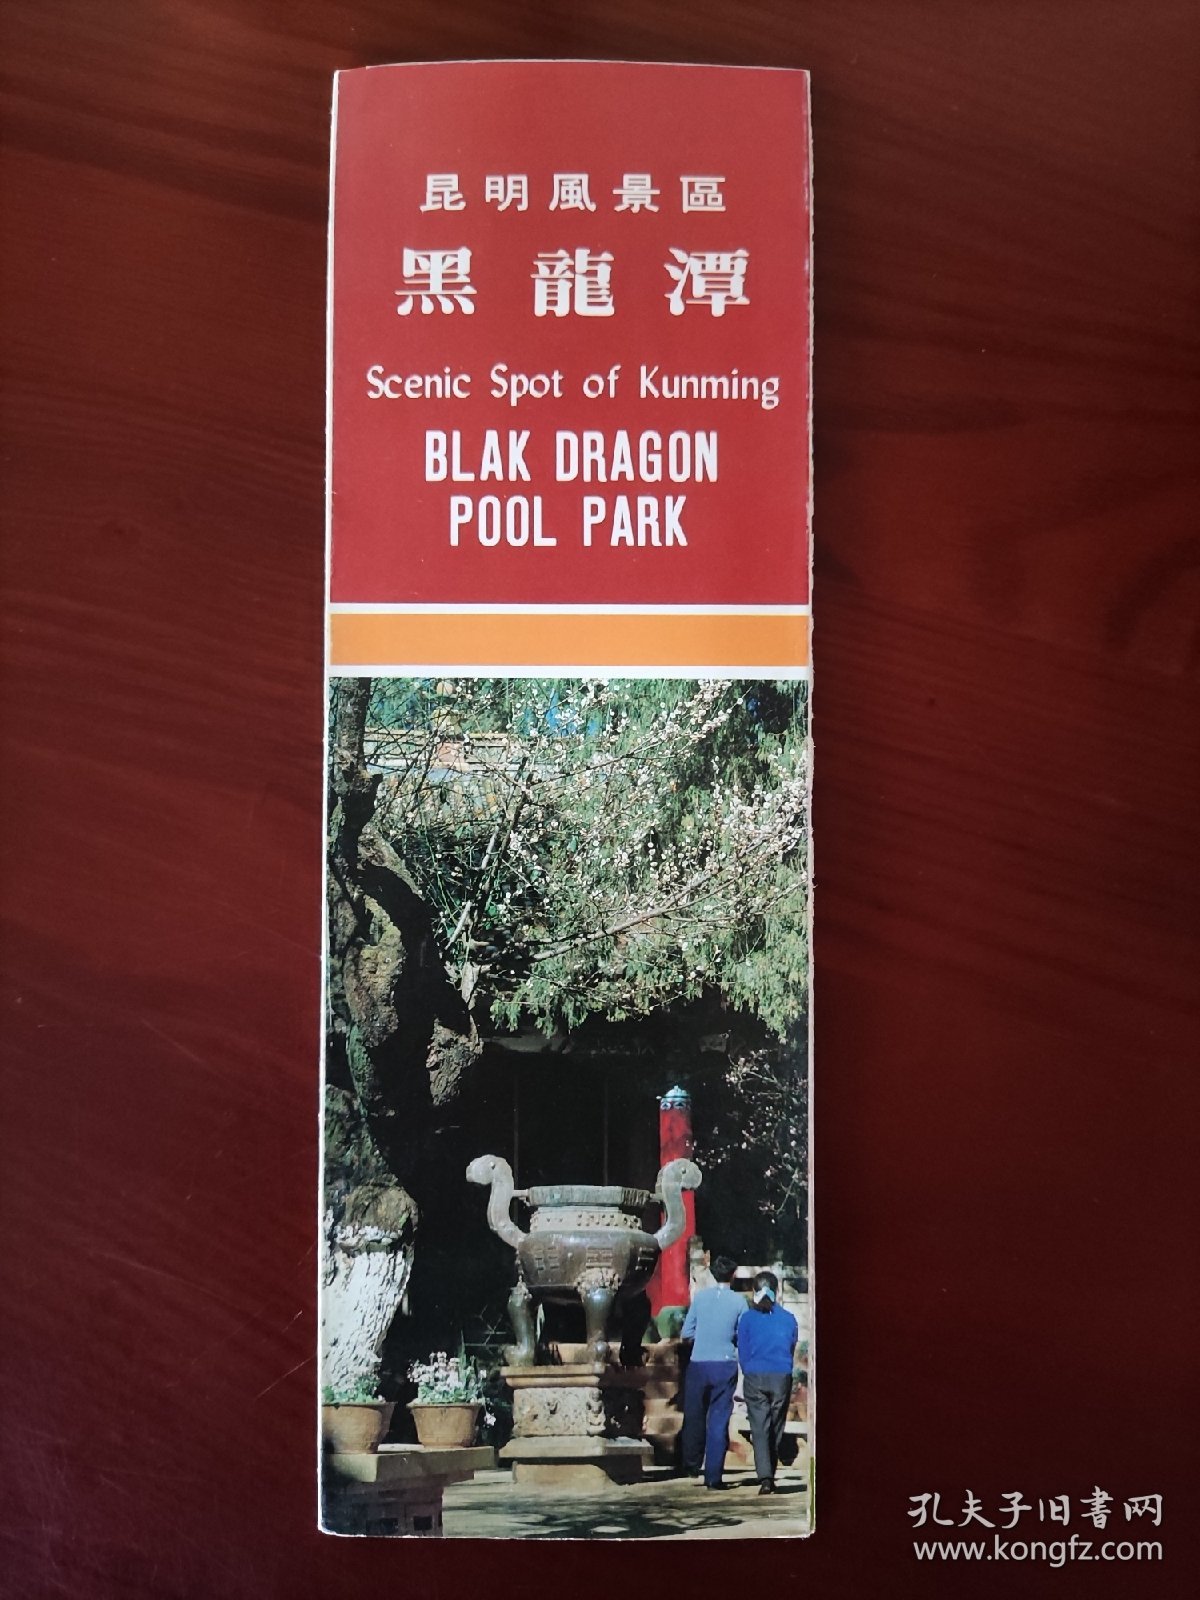 昆明風景區
黑龍潭
Scenic Spot of Kunming
BLAK DRAGON
POOL PARK
孔夫子旧書网
www.kongfz.com